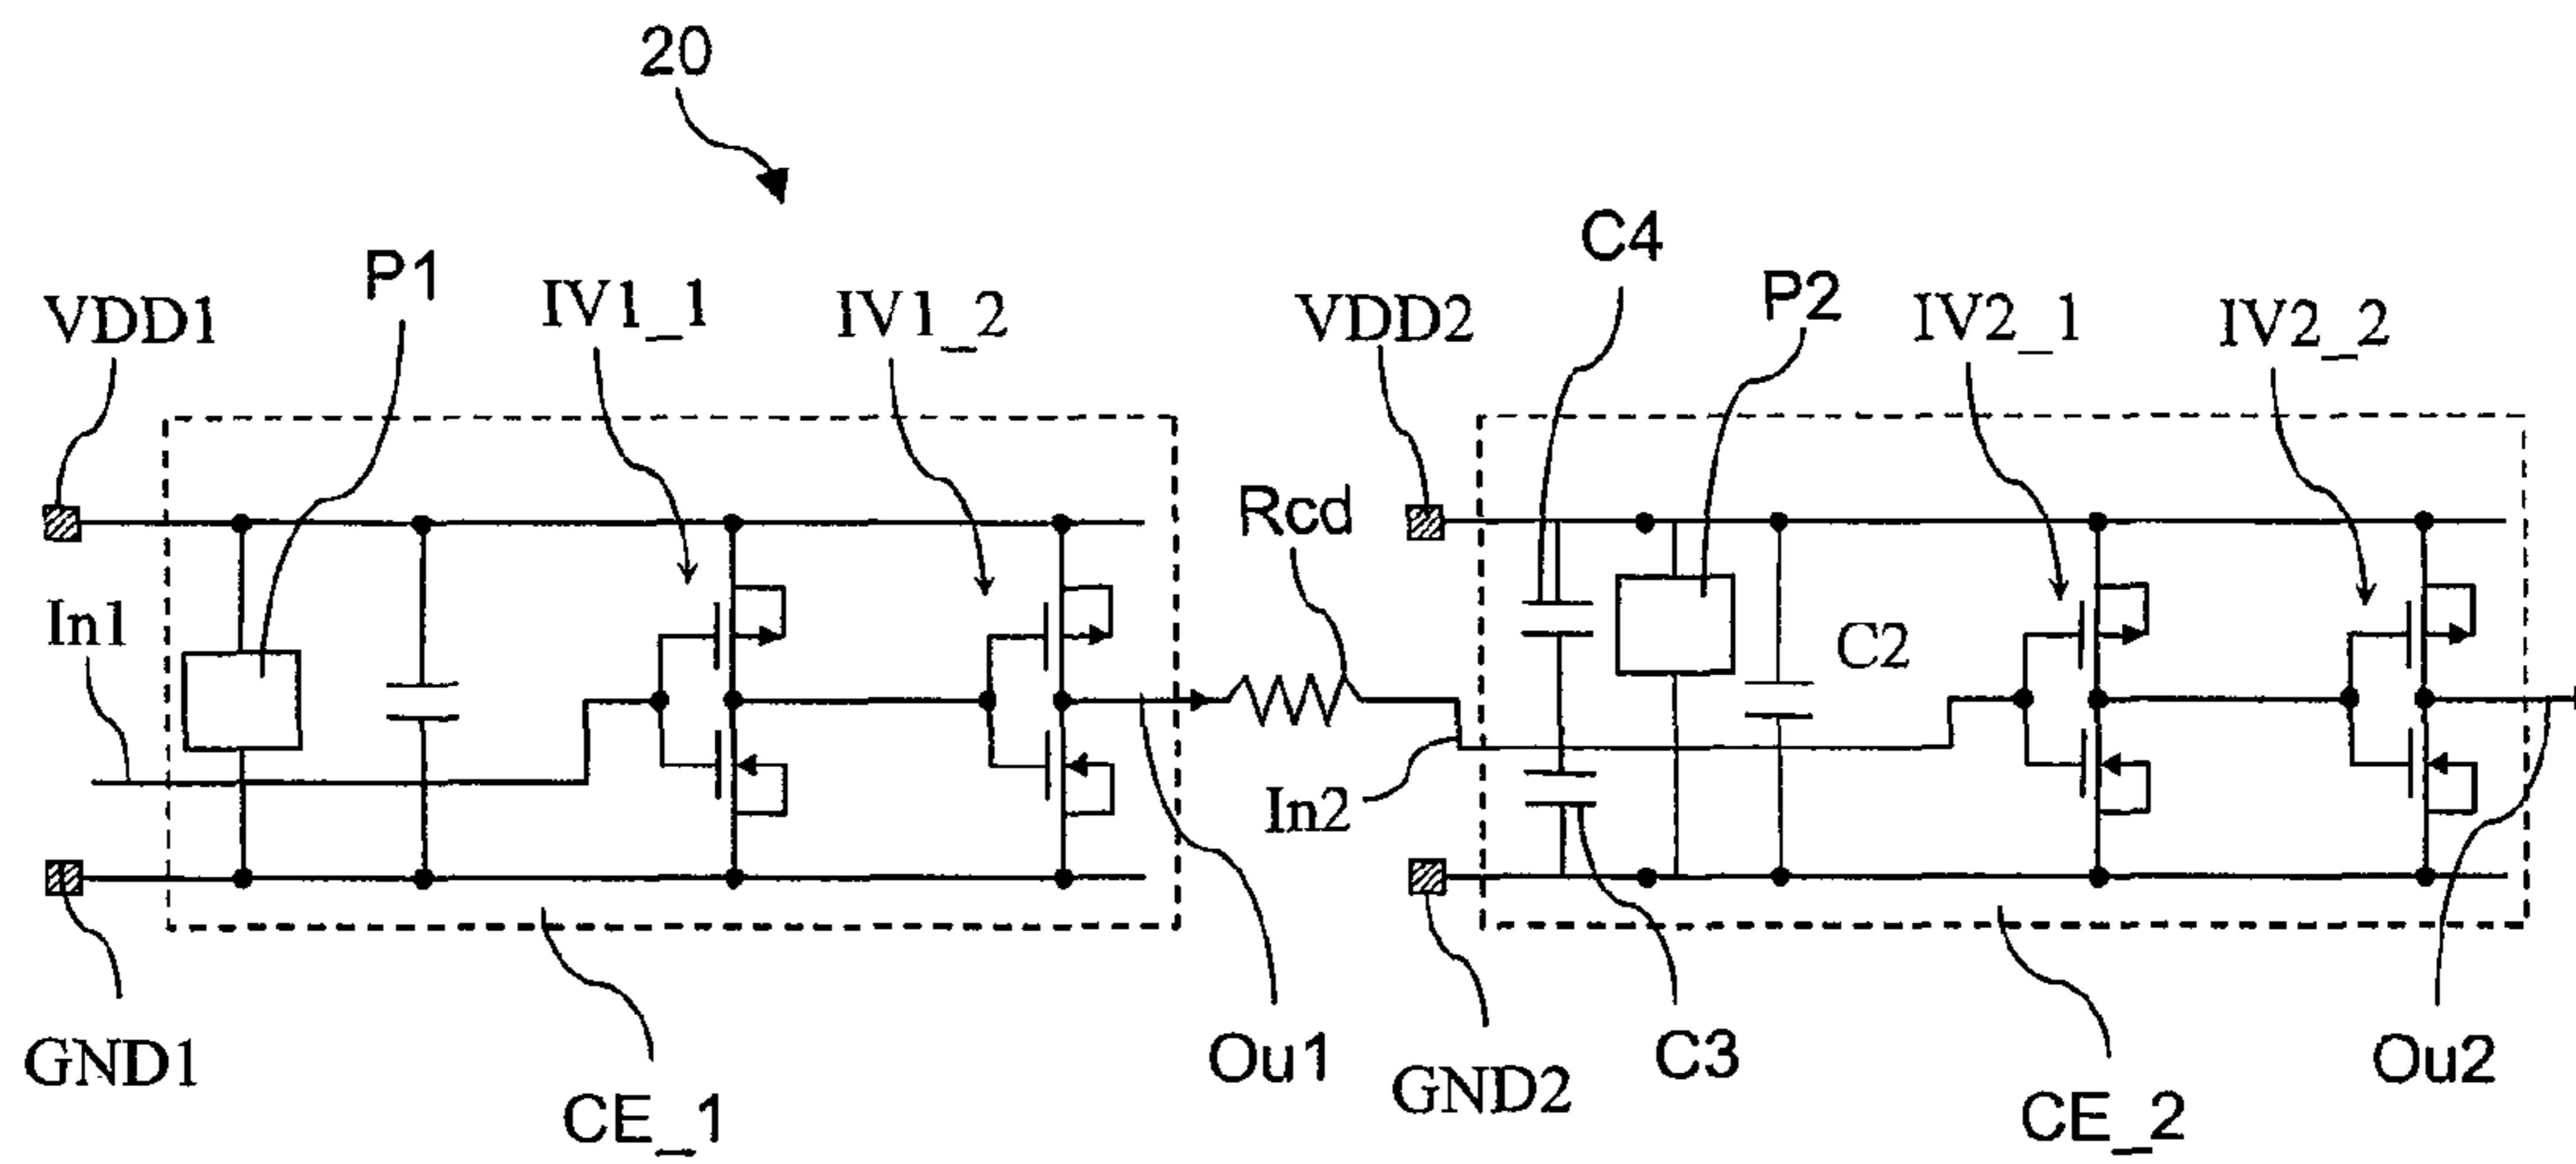 20
C4
P1
P2
IV1_1
IV1_2
VDD1
VDD2
IV2_1
IV2_2
Rcd
In1
C2
In2
GND1
Ou1
C3
GND2
Ou2
CE_1
CE_2